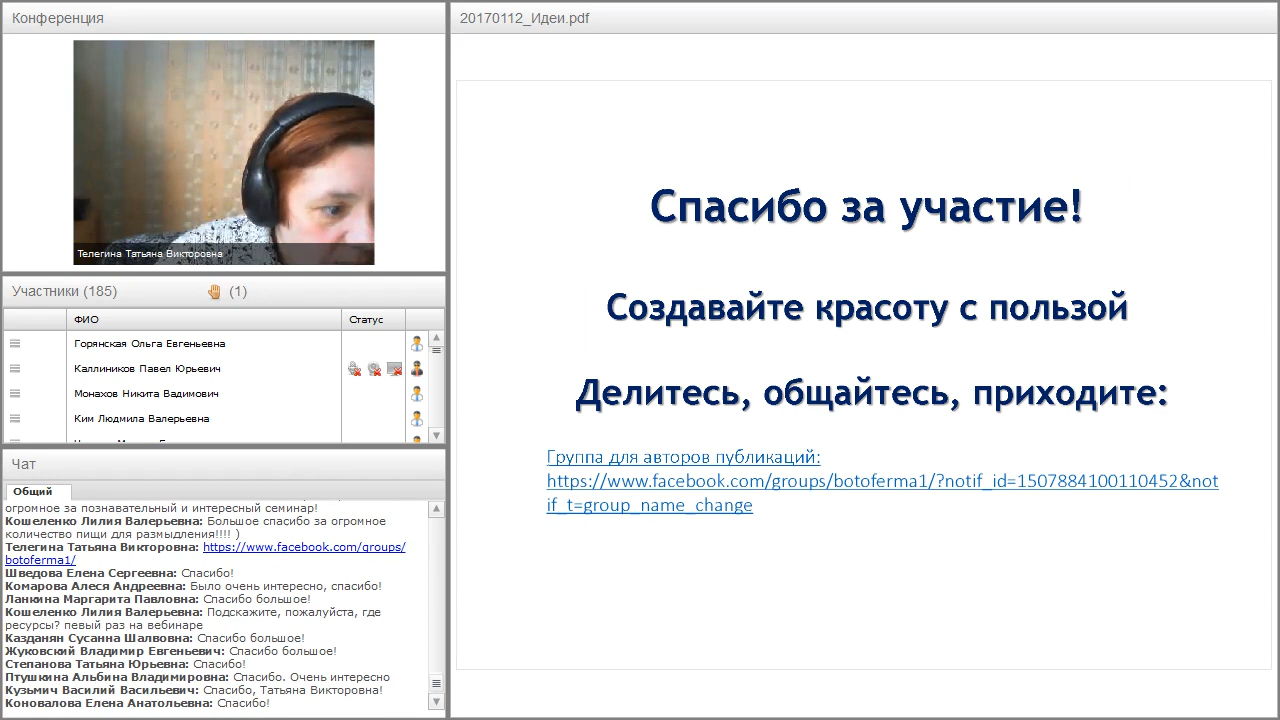 Конференция
Телегина Татьяна Викторовна
Участники (185)
(1)
ФИО
Статус
Горянская Ольга Евгеньевна
Каллиников Павел Юрьевич
Монахов Никита Вадимович
Ким Людмила Валерьевна
Чат
Общий
огромное за познавательный и интересный семинар!
Кошеленко Лилия Валерьевна: Большое спасибо за огромное
количество пищи для размыдления!!!! )
Телегина Татьяна Викторовна: https://www.facebook.com/groups/
botoferma1/
Шведова Елена Сергеевна: Спасибо!
Комарова Алеся Андреевна: Было очень интересно, спасибо!
Ланкина Маргарита Павловна: Спасибо большое!
Кошеленко Лилия Валерьевна: Подскажите, пожалуйста, где
ресурсы? певый раз на вебинаре
Казданян Сусанна Шалвовна: Спасибо большое!
Жуковский Владимир Евгеньевич: Спасибо большое!
Степанова Татьяна Юрьевна: Спасибо!
Птушкина Альбина Владимировна: Спасибо. Очень интересно
Кузьмич Василий Васильевич: Спасибо, Татьяна Викторовна!
Коновалова Елена Анатольевна: Спасибо!
20170112_Идеи.pdf
Спасибо за участие!
Создавайте красоту с пользой
Делитесь, общайтесь, приходите:
Группа для авторов публикаций:
https://www.facebook.com/groups/botoferma1/?notif_id=1507884100110452&not
if_t=group_name_change